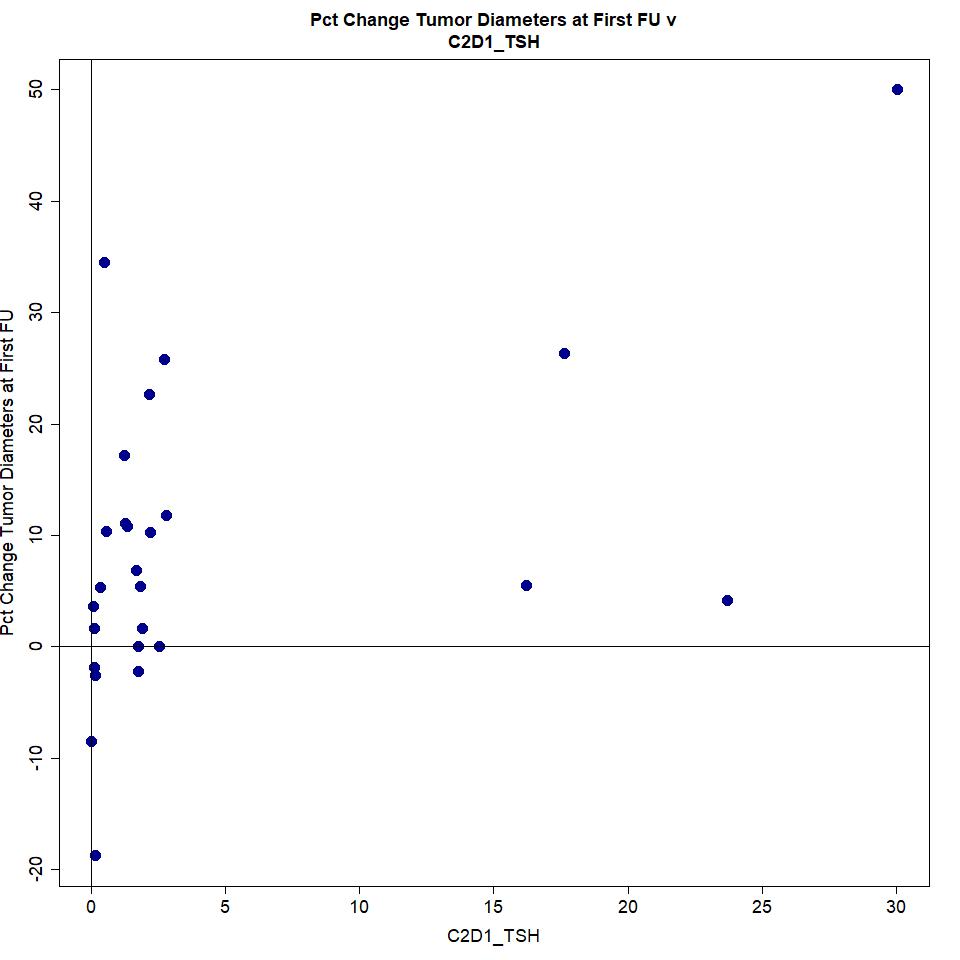 Pct Change Tumor Diameters at First FU v
C2D1_TSH
Pct Change Tumor Diameters at First FU
50
40
30
20
10
0
-10
-20
0 5 10 15 20 25 30
C2D1_TSH